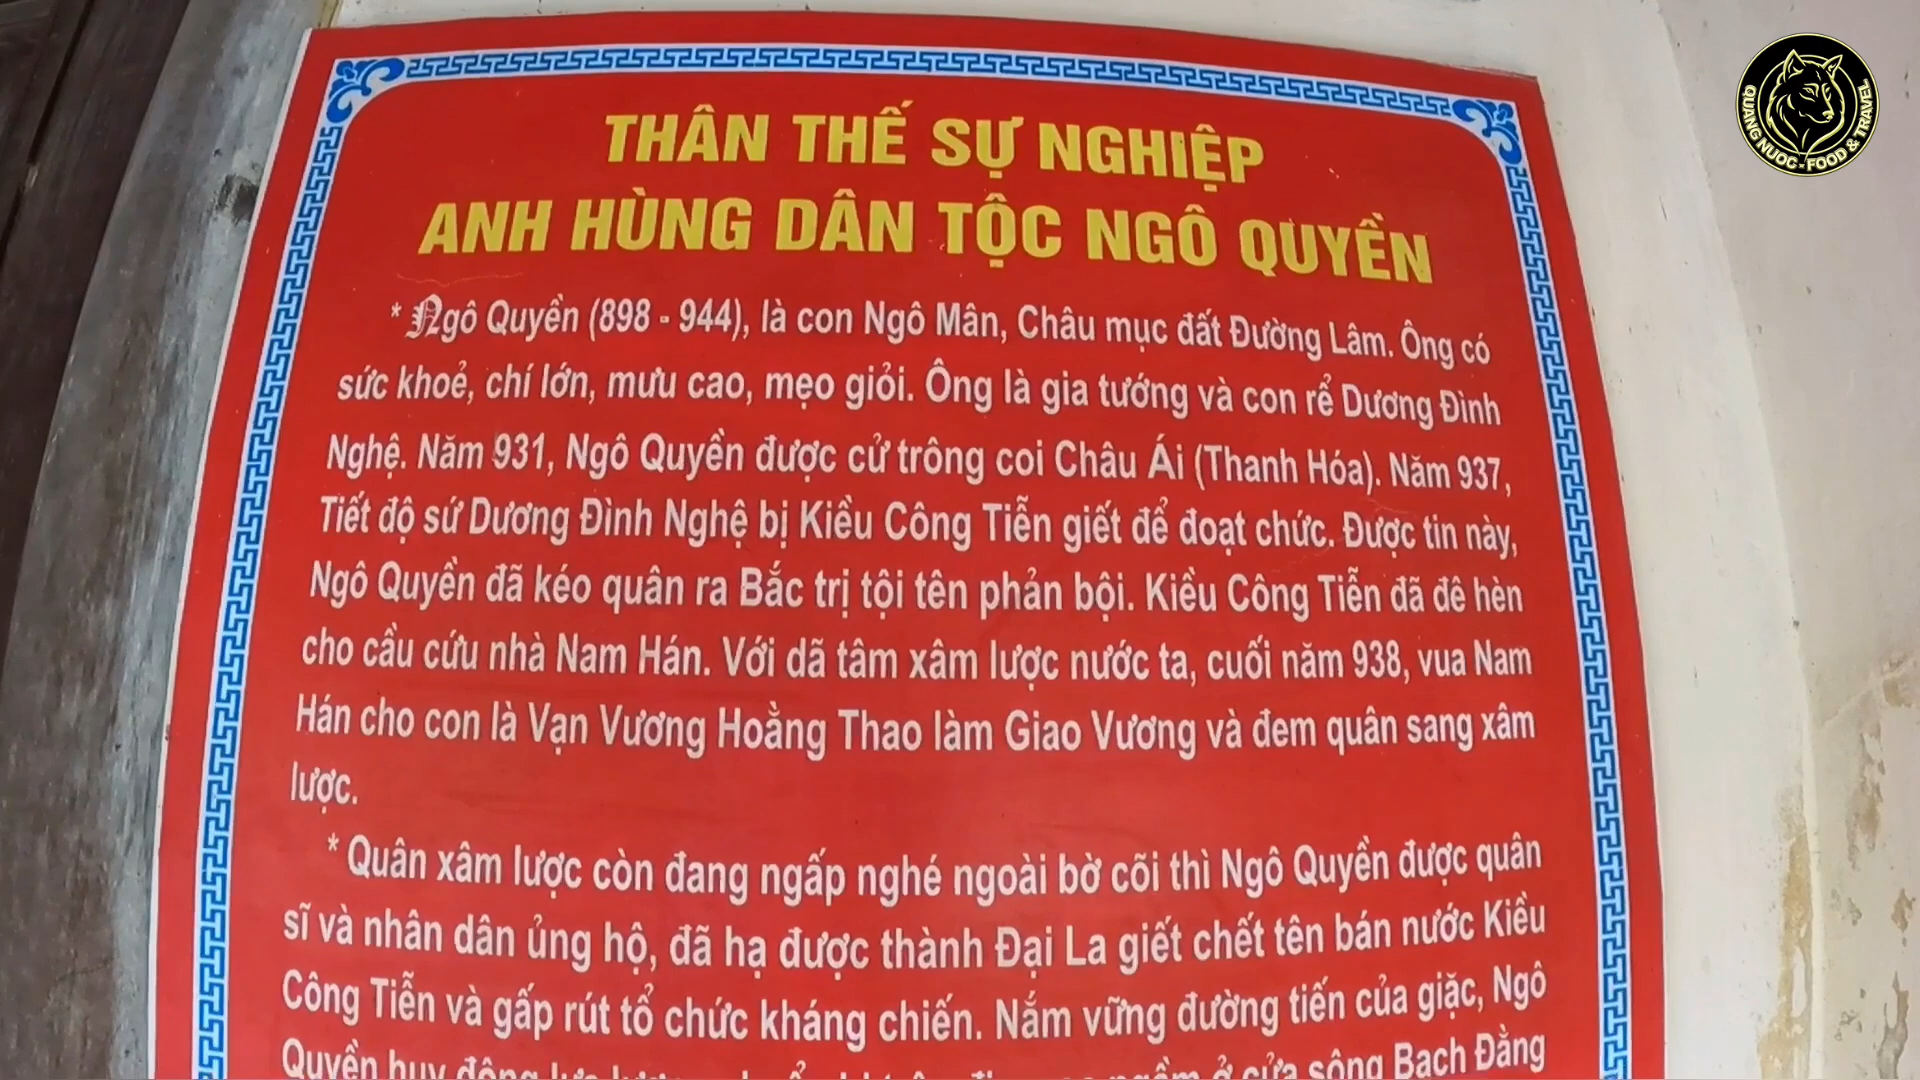 THÂN THẾ SỰ NGHIỆP
ANH HÙNG DÂN TỘC NGÔ QUYỀN
* Ngô Quyền (898 - 944), là con Ngô Mân, Châu mục đất Đường Lâm. Ông có
sức khoẻ, chí lớn, mưu cao, mẹo giỏi. Ông là gia tướng và con rể Dương Đình
Nghệ. Năm 931, Ngô Quyền được cử trông coi Châu Ái (Thanh Hóa). Năm 937,
Tiết độ sứ Dương Đình Nghệ bị Kiều Công Tiễn giết để đoạt chức. Được tin này,
Ngô Quyền đã kéo quân ra Bắc trị tội tên phản bội. Kiều Công Tiễn đã đê hèn
cho cầu cứu nhà Nam Hán. Với dã tâm xâm lược nước ta, cuối năm 938, vua Nam
Hán cho con là Vạn Vương Hoằng Thao làm Giao Vương và đem quân sang xâm
lược.
* Quân xâm lược còn đang ngấp nghé ngoài bờ cõi thì Ngô Quyền được quân
sĩ và nhân dân ủng hộ, đã hạ được thành Đại La giết chết tên bán nước Kiều
Công Tiễn và gấp rút tổ chức kháng chiến. Nắm vững đường tiến của giặc, Ngô
Quyền huy động ngầm ở cửa sông Bạch Đằng
QUANG NUOC - FOOD & TRAVEL